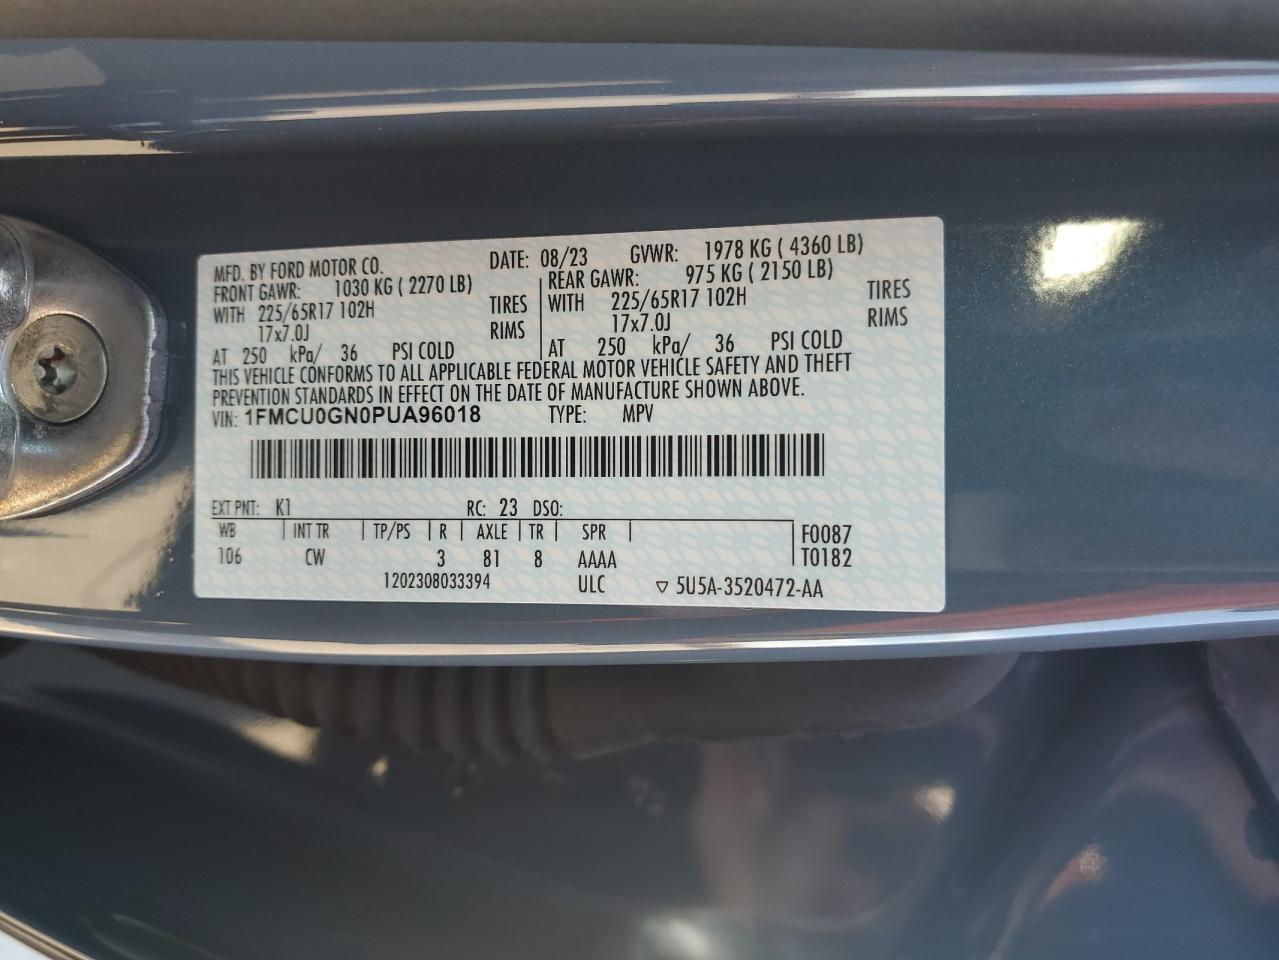 MFD. BY FORD MOTOR CO. DATE: 08/23 GVWR: 1978 KG ( 4360 LB)
FRONT GAWR: 1030 KG ( 2270 LB) REAR GAWR: 975 KG ( 2150 LB)
WITH 225/65R17 102H TIRES WITH 225/65R17 102H TIRES
17x7.0J RIMS 17x7.0J RIMS
AT 250 kPa/ 36 PSI COLD AT 250 kPa/ 36 PSI COLD
THIS VEHICLE CONFORMS TO ALL APPLICABLE FEDERAL MOTOR VEHICLE SAFETY AND THEFT
PREVENTION STANDARDS IN EFFECT ON THE DATE OF MANUFACTURE SHOWN ABOVE.
VIN: 1FMCU0GN0PUA96018 TYPE: MPV
EXT PNT: K1 RC: 23 DSO:
WB INT TR TP/PS R AXLE TR SPR F0087
106 CW 3 81 8 AAAA T0182
1202308033394 ULC ▽ 5U5A-3520472-AA